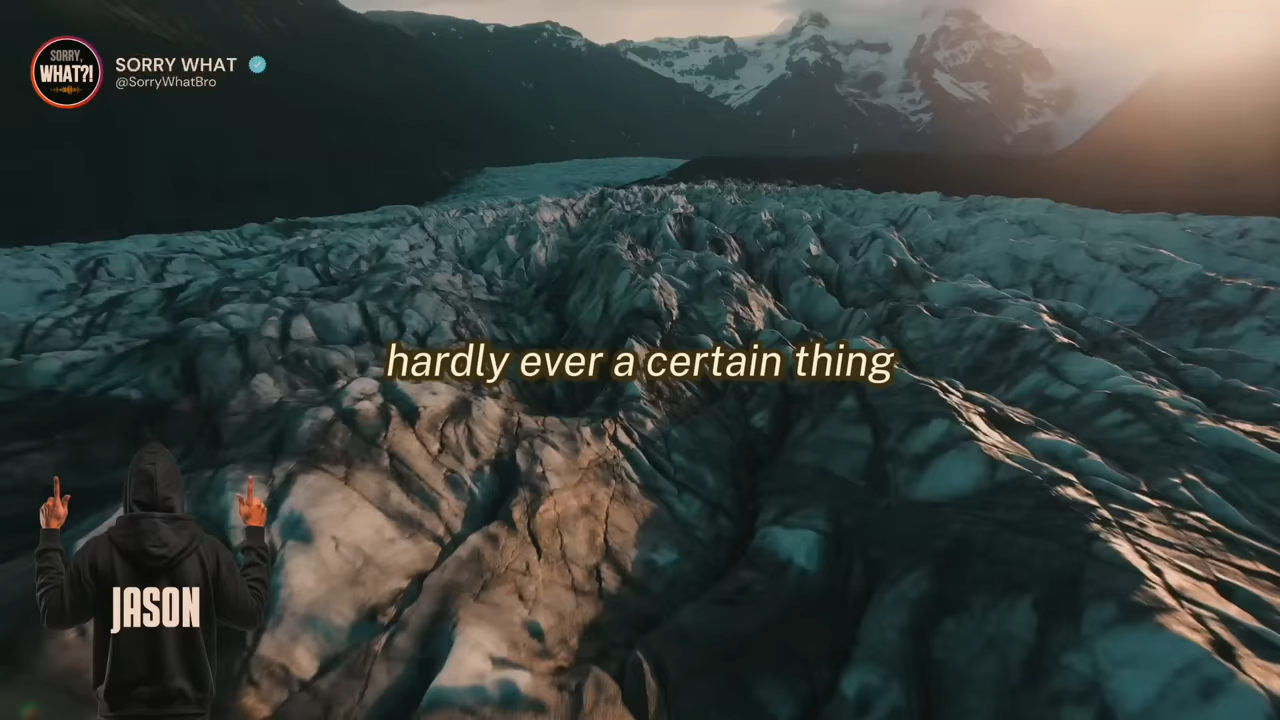 SORRY,
WHAT?!
SORRY WHAT
@SorryWhatBro
hardly ever a certain thing
JASON